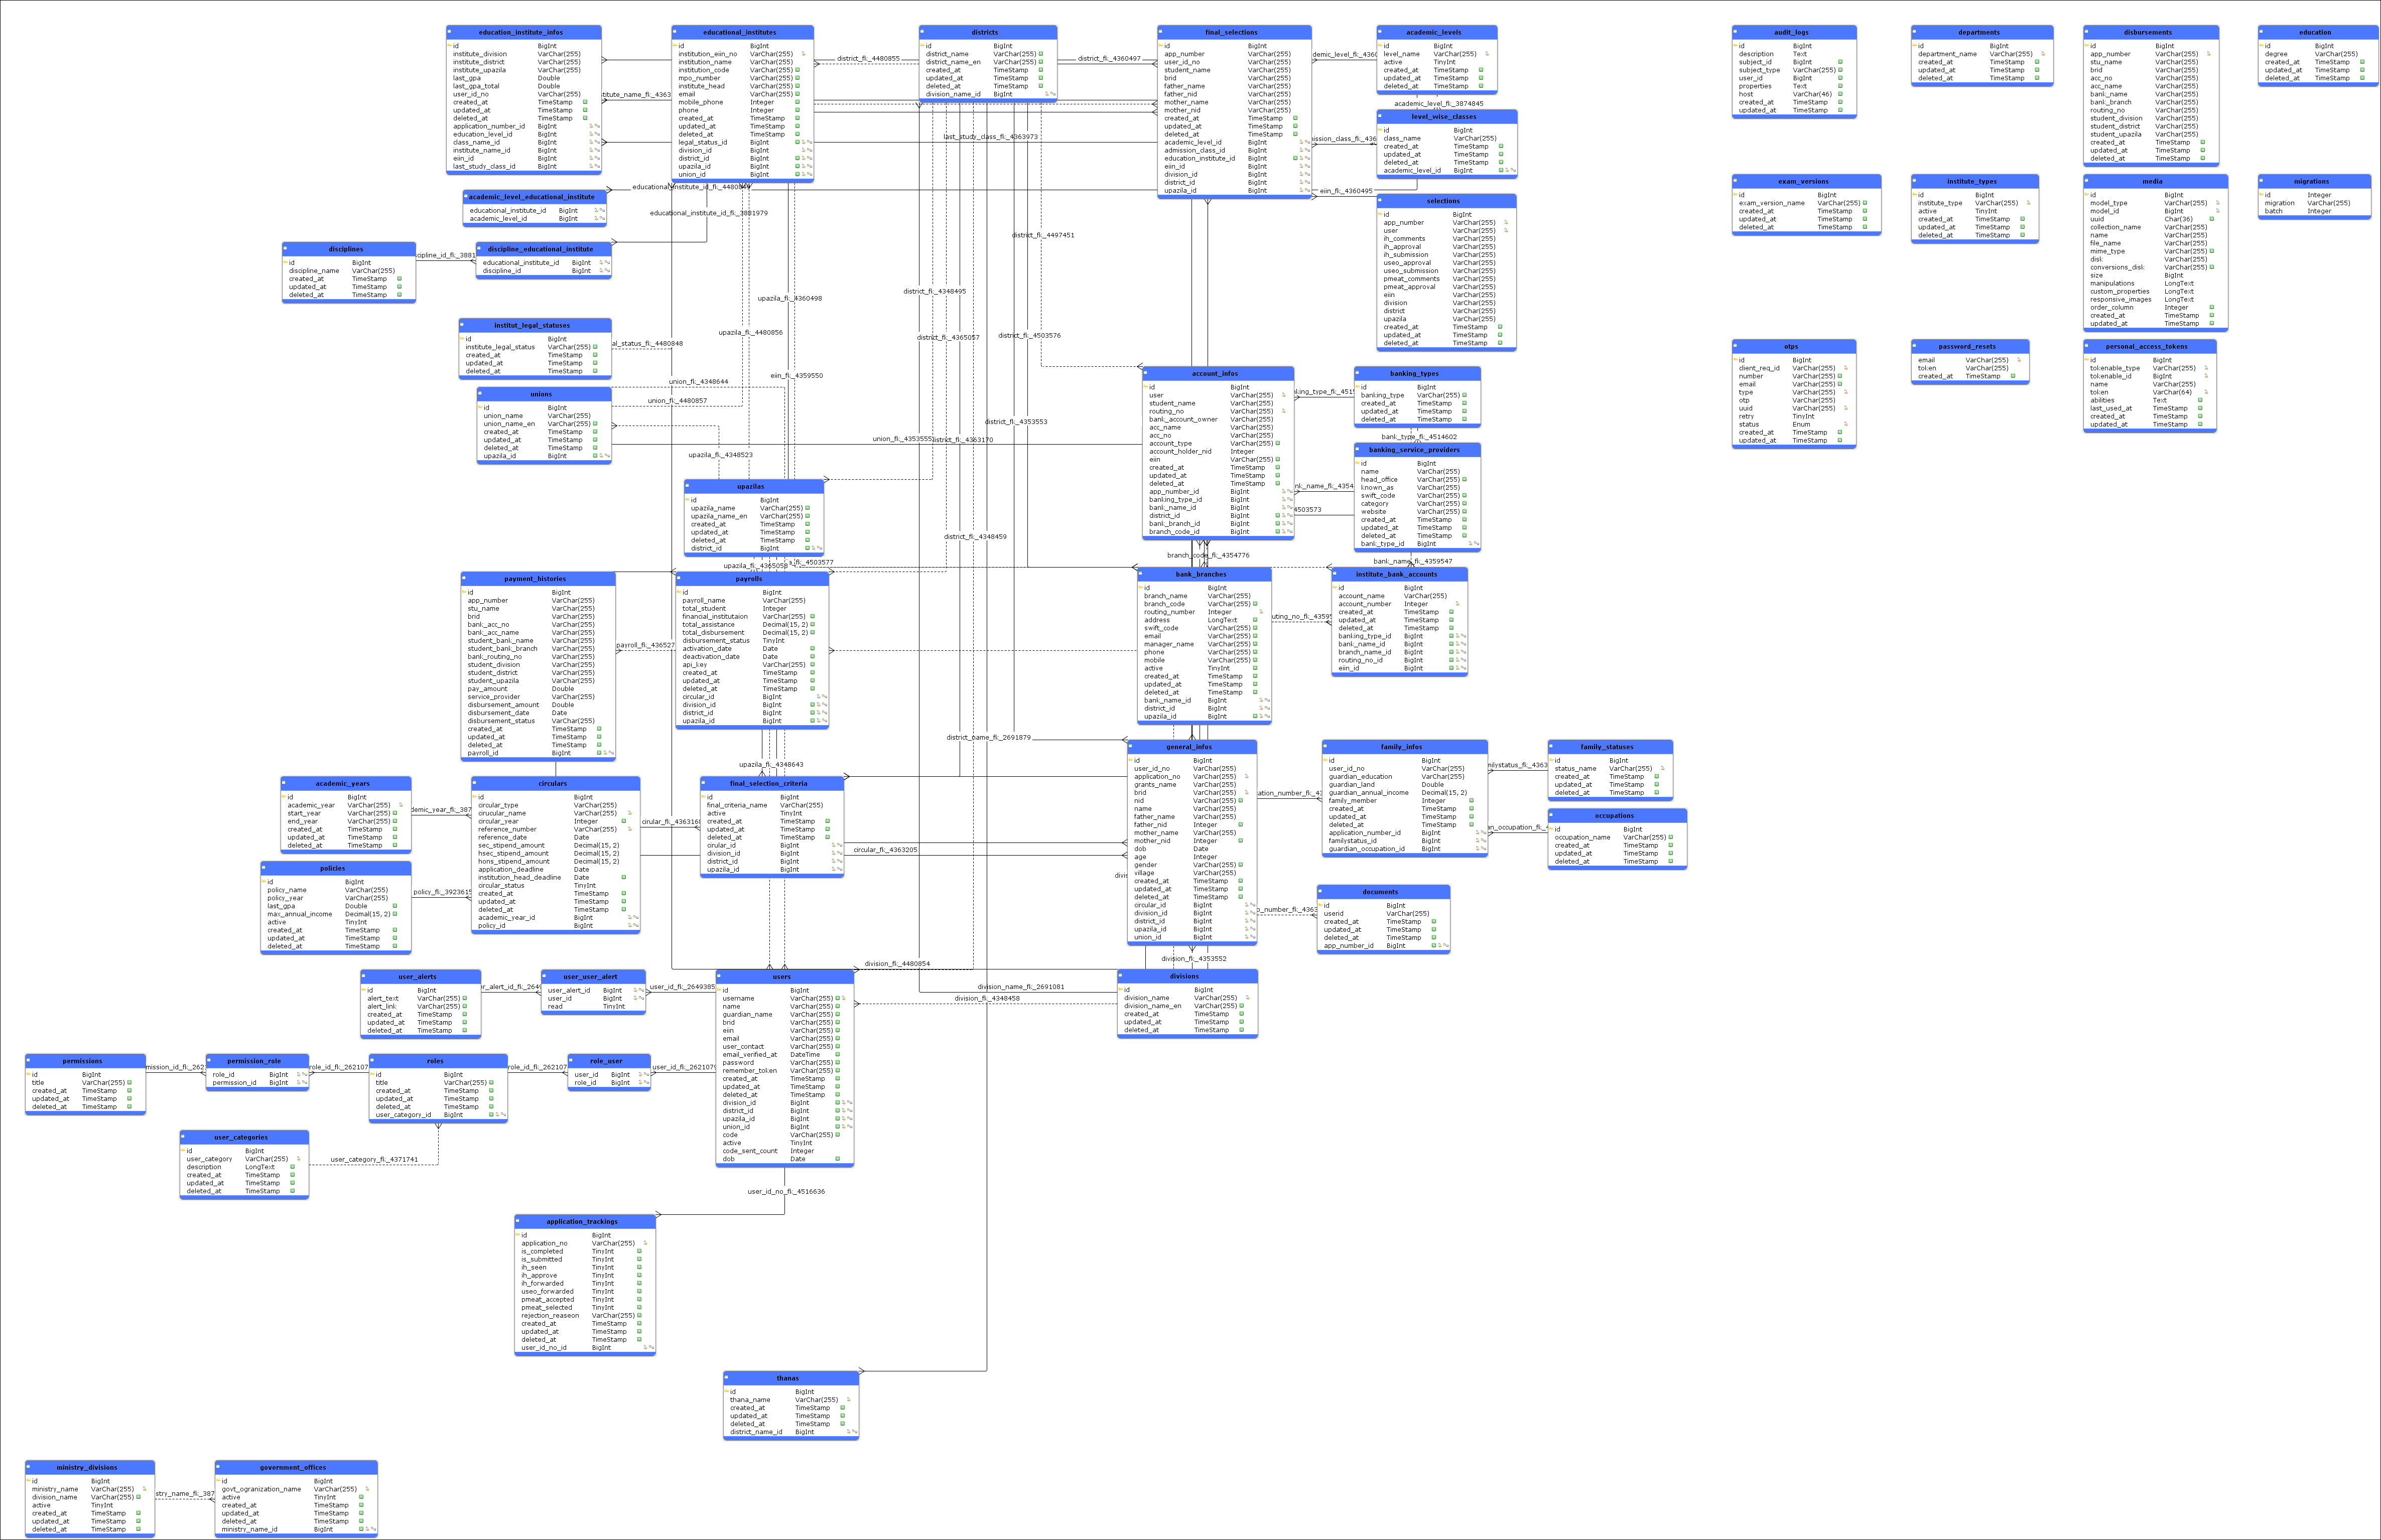 education_institute_infos
id BigInt
institute_division VarChar(255)
institute_district VarChar(255)
institute_upazila VarChar(255)
last_gpa Double
last_gpa_total Double
user_id_no VarChar(255)
created_at TimeStamp
updated_at TimeStamp
deleted_at TimeStamp
application_number_id BigInt
education_level_id BigInt
class_name_id BigInt
institute_name_id BigInt
eiin_id BigInt
last_study_class_id BigInt
educational_institutes
id BigInt
institution_eiin_no VarChar(255)
institution_name VarChar(255)
institution_code VarChar(255)
mpo_number VarChar(255)
institute_head VarChar(255)
email VarChar(255)
mobile_phone Integer
phone Integer
created_at TimeStamp
updated_at TimeStamp
deleted_at TimeStamp
legal_status_id BigInt
division_id BigInt
district_id BigInt
upazila_id BigInt
union_id BigInt
districts
id BigInt
district_name VarChar(255)
district_name_en VarChar(255)
created_at TimeStamp
updated_at TimeStamp
deleted_at TimeStamp
division_name_id BigInt
final_selections
id BigInt
app_number VarChar(255)
user_id_no VarChar(255)
student_name VarChar(255)
brid VarChar(255)
father_name VarChar(255)
father_nid VarChar(255)
mother_name VarChar(255)
mother_nid VarChar(255)
created_at TimeStamp
updated_at TimeStamp
deleted_at TimeStamp
academic_level_id BigInt
admission_class_id BigInt
education_institute_id BigInt
eiin_id BigInt
division_id BigInt
district_id BigInt
upazila_id BigInt
academic_levels
id BigInt
level_name VarChar(255)
active TinyInt
created_at TimeStamp
updated_at TimeStamp
deleted_at TimeStamp
level_wise_classes
id BigInt
class_name VarChar(255)
created_at TimeStamp
updated_at TimeStamp
deleted_at TimeStamp
academic_level_id BigInt
selections
id BigInt
app_number VarChar(255)
user VarChar(255)
ih_comments VarChar(255)
ih_approval VarChar(255)
ih_submission VarChar(255)
useo_approval VarChar(255)
useo_submission VarChar(255)
pmeat_comments VarChar(255)
pmeat_approval VarChar(255)
eiin VarChar(255)
division VarChar(255)
district VarChar(255)
upazila VarChar(255)
created_at TimeStamp
updated_at TimeStamp
deleted_at TimeStamp
audit_logs
id BigInt
description Text
subject_id BigInt
subject_type VarChar(255)
user_id BigInt
properties Text
host VarChar(46)
created_at TimeStamp
updated_at TimeStamp
departments
id BigInt
department_name VarChar(255)
created_at TimeStamp
updated_at TimeStamp
deleted_at TimeStamp
disbursements
id BigInt
app_number VarChar(255)
stu_name VarChar(255)
brid VarChar(255)
acc_no VarChar(255)
acc_name VarChar(255)
bank_name VarChar(255)
bank_branch VarChar(255)
routing_no VarChar(255)
student_division VarChar(255)
student_district VarChar(255)
student_upazila VarChar(255)
created_at TimeStamp
updated_at TimeStamp
deleted_at TimeStamp
education
id BigInt
degree VarChar(255)
created_at TimeStamp
updated_at TimeStamp
deleted_at TimeStamp
exam_versions
id BigInt
exam_version_name VarChar(255)
created_at TimeStamp
updated_at TimeStamp
deleted_at TimeStamp
institute_types
id BigInt
institute_type VarChar(255)
active TinyInt
created_at TimeStamp
updated_at TimeStamp
deleted_at TimeStamp
media
id BigInt
model_type VarChar(255)
model_id BigInt
uuid Char(36)
collection_name VarChar(255)
name VarChar(255)
file_name VarChar(255)
mime_type VarChar(255)
disk VarChar(255)
conversions_disk VarChar(255)
size BigInt
manipulations LongText
custom_properties LongText
responsive_images LongText
order_column Integer
created_at TimeStamp
updated_at TimeStamp
migrations
id Integer
migration VarChar(255)
batch Integer
otps
id BigInt
client_req_id VarChar(255)
number VarChar(255)
email VarChar(255)
type VarChar(255)
otp VarChar(255)
uuid VarChar(255)
retry TinyInt
status Enum
created_at TimeStamp
updated_at TimeStamp
password_resets
email VarChar(255)
token VarChar(255)
created_at TimeStamp
personal_access_tokens
id BigInt
tokenable_type VarChar(255)
tokenable_id BigInt
name VarChar(255)
token VarChar(64)
abilities Text
last_used_at TimeStamp
created_at TimeStamp
updated_at TimeStamp
academic_level_educational_institute
educational_institute_id BigInt
academic_level_id BigInt
disciplines
id BigInt
discipline_name VarChar(255)
created_at TimeStamp
updated_at TimeStamp
deleted_at TimeStamp
discipline_educational_institute
educational_institute_id BigInt
discipline_id BigInt
institut_legal_statuses
id BigInt
institute_legal_status VarChar(255)
created_at TimeStamp
updated_at TimeStamp
deleted_at TimeStamp
unions
id BigInt
union_name VarChar(255)
union_name_en VarChar(255)
created_at TimeStamp
updated_at TimeStamp
deleted_at TimeStamp
upazila_id BigInt
upazilas
id BigInt
upazila_name VarChar(255)
upazila_name_en VarChar(255)
created_at TimeStamp
updated_at TimeStamp
deleted_at TimeStamp
district_id BigInt
account_infos
id BigInt
user VarChar(255)
student_name VarChar(255)
routing_no VarChar(255)
bank_account_owner VarChar(255)
acc_name VarChar(255)
acc_no VarChar(255)
account_type VarChar(255)
account_holder_nid Integer
eiin VarChar(255)
created_at TimeStamp
updated_at TimeStamp
deleted_at TimeStamp
app_number_id BigInt
banking_type_id BigInt
bank_name_id BigInt
district_id BigInt
bank_branch_id BigInt
branch_code_id BigInt
banking_types
id BigInt
banking_type VarChar(255)
created_at TimeStamp
updated_at TimeStamp
deleted_at TimeStamp
banking_service_providers
id BigInt
name VarChar(255)
head_office VarChar(255)
known_as VarChar(255)
swift_code VarChar(255)
category VarChar(255)
website VarChar(255)
created_at TimeStamp
updated_at TimeStamp
deleted_at TimeStamp
bank_type_id BigInt
payment_histories
id BigInt
app_number VarChar(255)
stu_name VarChar(255)
brid VarChar(255)
bank_acc_no VarChar(255)
bank_acc_name VarChar(255)
student_bank_name VarChar(255)
student_bank_branch VarChar(255)
bank_routing_no VarChar(255)
student_division VarChar(255)
student_district VarChar(255)
student_upazila VarChar(255)
pay_amount Double
service_provider VarChar(255)
disbursement_amount Double
disbursement_date Date
disbursement_status VarChar(255)
created_at TimeStamp
updated_at TimeStamp
deleted_at TimeStamp
payroll_id BigInt
payrolls
id BigInt
payroll_name VarChar(255)
total_student Integer
financial_institutaion VarChar(255)
total_assistance Decimal(15, 2)
total_disbursement Decimal(15, 2)
disbursement_status TinyInt
activation_date Date
deactivation_date Date
api_key VarChar(255)
created_at TimeStamp
updated_at TimeStamp
deleted_at TimeStamp
circular_id BigInt
division_id BigInt
district_id BigInt
upazila_id BigInt
bank_branches
id BigInt
branch_name VarChar(255)
branch_code VarChar(255)
routing_number Integer
address LongText
swift_code VarChar(255)
email VarChar(255)
manager_name VarChar(255)
phone VarChar(255)
mobile VarChar(255)
active TinyInt
created_at TimeStamp
updated_at TimeStamp
deleted_at TimeStamp
bank_name_id BigInt
district_id BigInt
upazila_id BigInt
institute_bank_accounts
id BigInt
account_name VarChar(255)
account_number Integer
created_at TimeStamp
updated_at TimeStamp
deleted_at TimeStamp
banking_type_id BigInt
bank_name_id BigInt
branch_name_id BigInt
routing_no_id BigInt
eiin_id BigInt
academic_years
id BigInt
academic_year VarChar(255)
start_year VarChar(255)
end_year VarChar(255)
created_at TimeStamp
updated_at TimeStamp
deleted_at TimeStamp
policies
id BigInt
policy_name VarChar(255)
policy_year VarChar(255)
last_gpa Double
max_annual_income Decimal(15, 2)
active TinyInt
created_at TimeStamp
updated_at TimeStamp
deleted_at TimeStamp
circulars
id BigInt
circular_type VarChar(255)
cirucular_name VarChar(255)
circular_year Integer
reference_number VarChar(255)
reference_date Date
sec_stipend_amount Decimal(15, 2)
hsec_stipend_amount Decimal(15, 2)
hons_stipend_amount Decimal(15, 2)
application_deadline Date
institution_head_deadline Date
circular_status TinyInt
created_at TimeStamp
updated_at TimeStamp
deleted_at TimeStamp
academic_year_id BigInt
policy_id BigInt
final_selection_criteria
id BigInt
final_criteria_name VarChar(255)
active TinyInt
created_at TimeStamp
updated_at TimeStamp
deleted_at TimeStamp
cirular_id BigInt
division_id BigInt
district_id BigInt
upazila_id BigInt
general_infos
id BigInt
user_id_no VarChar(255)
application_no VarChar(255)
grants_name VarChar(255)
brid VarChar(255)
nid VarChar(255)
name VarChar(255)
father_name VarChar(255)
father_nid Integer
mother_name VarChar(255)
mother_nid Integer
dob Date
age Integer
gender VarChar(255)
village VarChar(255)
created_at TimeStamp
updated_at TimeStamp
deleted_at TimeStamp
circular_id BigInt
division_id BigInt
district_id BigInt
upazila_id BigInt
union_id BigInt
family_infos
id BigInt
user_id_no VarChar(255)
guardian_education VarChar(255)
guardian_land Double
guardian_annual_income Decimal(15, 2)
family_member Integer
created_at TimeStamp
updated_at TimeStamp
deleted_at TimeStamp
application_number_id BigInt
familystatus_id BigInt
guardian_occupation_id BigInt
family_statuses
id BigInt
status_name VarChar(255)
created_at TimeStamp
updated_at TimeStamp
deleted_at TimeStamp
occupations
id BigInt
occupation_name VarChar(255)
created_at TimeStamp
updated_at TimeStamp
deleted_at TimeStamp
documents
id BigInt
userid VarChar(255)
created_at TimeStamp
updated_at TimeStamp
deleted_at TimeStamp
app_number_id BigInt
user_alerts
id BigInt
alert_text VarChar(255)
alert_link VarChar(255)
created_at TimeStamp
updated_at TimeStamp
deleted_at TimeStamp
user_user_alert
user_alert_id BigInt
user_id BigInt
read TinyInt
users
id BigInt
username VarChar(255)
name VarChar(255)
guardian_name VarChar(255)
brid VarChar(255)
eiin VarChar(255)
email VarChar(255)
user_contact VarChar(255)
email_verified_at DateTime
password VarChar(255)
remember_token VarChar(255)
created_at TimeStamp
updated_at TimeStamp
deleted_at TimeStamp
division_id BigInt
district_id BigInt
upazila_id BigInt
union_id BigInt
code VarChar(255)
active TinyInt
code_sent_count Integer
dob Date
divisions
id BigInt
division_name VarChar(255)
division_name_en VarChar(255)
created_at TimeStamp
updated_at TimeStamp
deleted_at TimeStamp
permissions
id BigInt
title VarChar(255)
created_at TimeStamp
updated_at TimeStamp
deleted_at TimeStamp
permission_role
role_id BigInt
permission_id BigInt
roles
id BigInt
title VarChar(255)
created_at TimeStamp
updated_at TimeStamp
deleted_at TimeStamp
user_category_id BigInt
role_user
user_id BigInt
role_id BigInt
user_categories
id BigInt
user_category VarChar(255)
description LongText
created_at TimeStamp
updated_at TimeStamp
deleted_at TimeStamp
application_trackings
id BigInt
application_no VarChar(255)
is_completed TinyInt
is_submitted TinyInt
ih_seen TinyInt
ih_approve TinyInt
ih_forwarded TinyInt
useo_forwarded TinyInt
pmeat_accepted TinyInt
pmeat_selected TinyInt
rejection_reaseon VarChar(255)
created_at TimeStamp
updated_at TimeStamp
deleted_at TimeStamp
user_id_no_id BigInt
thanas
id BigInt
thana_name VarChar(255)
created_at TimeStamp
updated_at TimeStamp
deleted_at TimeStamp
district_name_id BigInt
ministry_divisions
id BigInt
ministry_name VarChar(255)
division_name VarChar(255)
active TinyInt
created_at TimeStamp
updated_at TimeStamp
deleted_at TimeStamp
government_offices
id BigInt
govt_ogranization_name VarChar(255)
active TinyInt
created_at TimeStamp
updated_at TimeStamp
deleted_at TimeStamp
ministry_name_id BigInt
district_fk_4480855
district_fk_4360497
academic_level_fk_3874845
last_study_class_fk_4363973
eiin_fk_4360495
educational_institute_id_fk_3881979
district_fk_4497451
district_fk_4348495
upazila_fk_4360498
upazila_fk_4480856
district_fk_4365057
district_fk_4503576
eiin_fk_4359550
union_fk_4348644
union_fk_4480857
district_fk_4353553
district_fk_4363170
upazila_fk_4348523
bank_type_fk_4514602
district_fk_4348459
branch_code_fk_4354776
bank_name_fk_4359547
district_name_fk_2691879
upazila_fk_4348643
circular_fk_4363205
policy_fk_3923615
division_fk_4480854
division_fk_4353552
division_name_fk_2691081
division_fk_4348458
user_id_fk_2649385
user_id_fk_2621079
user_category_fk_4371741
user_id_no_fk_4516636